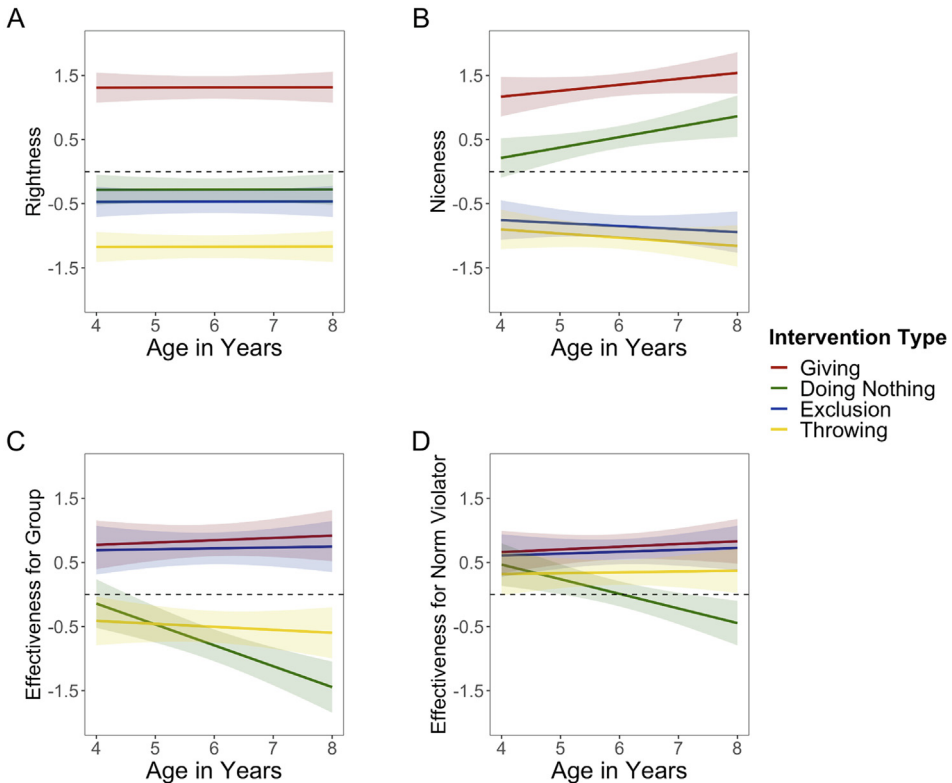 A
Rightness
1.5
0.5
-0.5
-1.5
4 5 6 7 8
Age in Years
B
Niceness
1.5
0.5
-0.5
-1.5
4 5 6 7 8
Age in Years
Intervention Type
Giving
Doing Nothing
Exclusion
Throwing
C
Effectiveness for Group
1.5
0.5
-0.5
-1.5
4 5 6 7 8
Age in Years
D
Effectiveness for Norm Violator
1.5
0.5
-0.5
-1.5
4 5 6 7 8
Age in Years